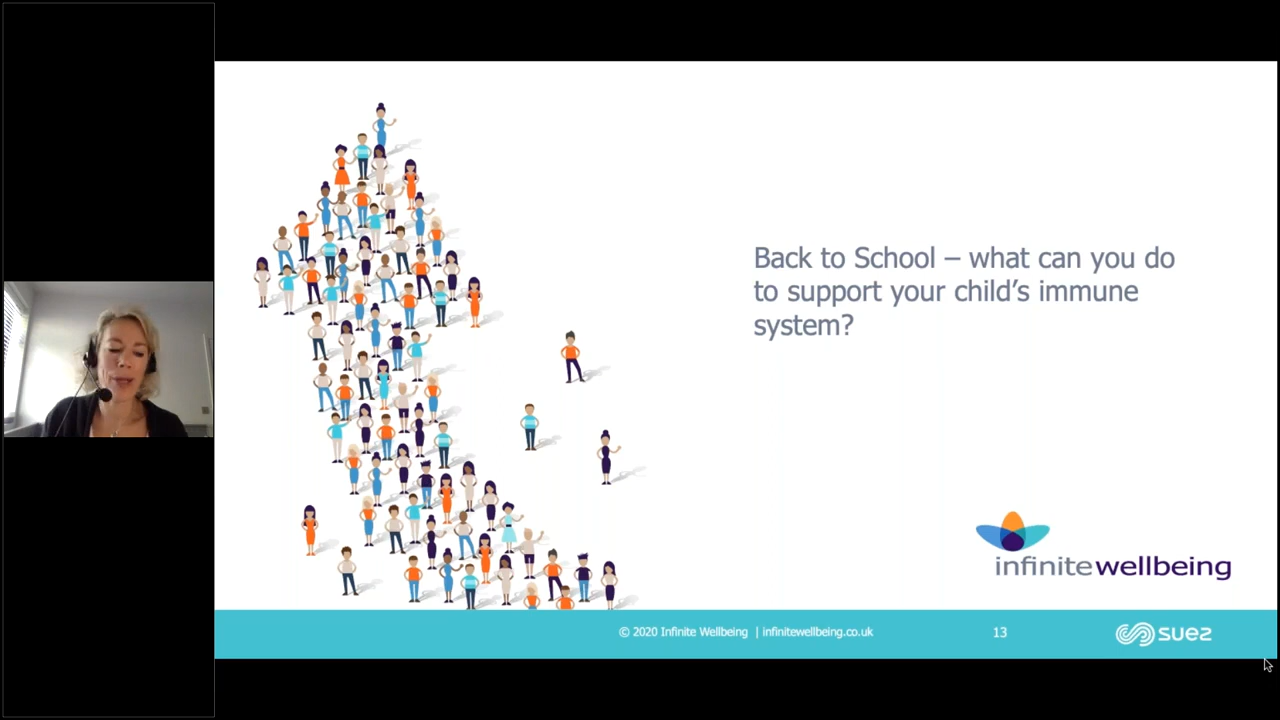 Back to School – what can you do
to support your child's immune
system?
infinitewellbeing
© 2020 Infinite Wellbeing | infinitewellbeing.co.uk
13
suez